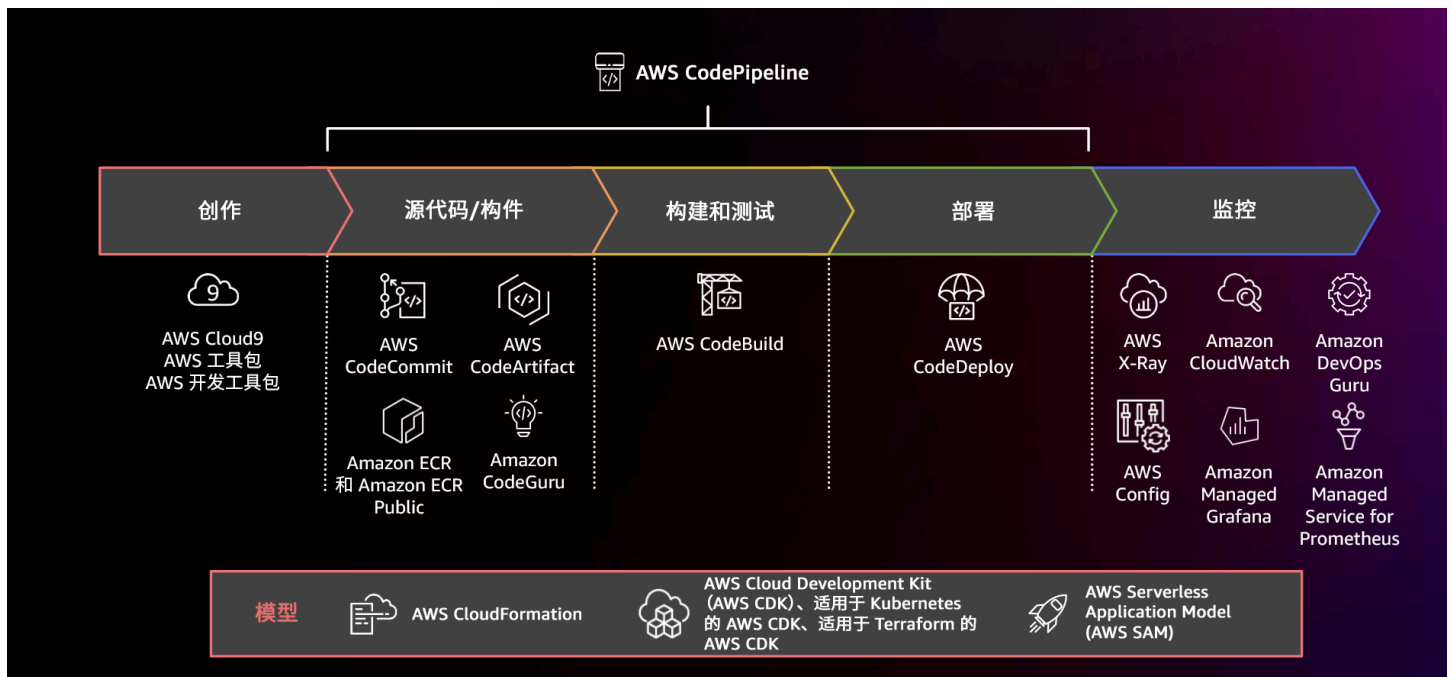 AWS CodePipeline
创作
源代码/构件
构建和测试
部署
监控
9
AWS Cloud9
AWS 工具包
AWS 开发工具包
AWS
CodeCommit
AWS
CodeArtifact
Amazon ECR
和 Amazon ECR
Public
Amazon
CodeGuru
AWS CodeBuild
AWS
CodeDeploy
AWS
X-Ray
Amazon
CloudWatch
Amazon
DevOps
Guru
AWS
Config
Amazon
Managed
Grafana
Amazon
Managed
Service for
Prometheus
模型
AWS CloudFormation
AWS Cloud Development Kit
（AWS CDK）、适用于 Kubernetes
的 AWS CDK、适用于 Terraform 的
AWS CDK
AWS Serverless
Application Model
(AWS SAM)